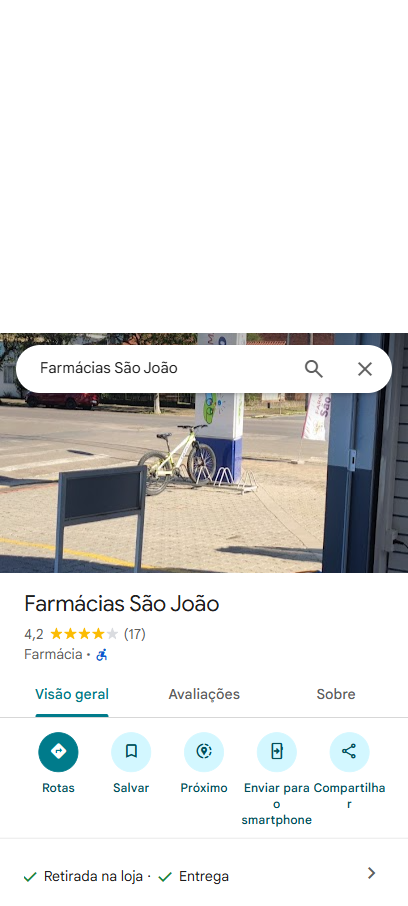 Farmácias São João
Farmácias São João
4,2 (17)
Farmácia ·
Visão geral Avaliações Sobre
Rotas Salvar Próximo Enviar para o smartphone Compartilhar
Retirada na loja · Entrega